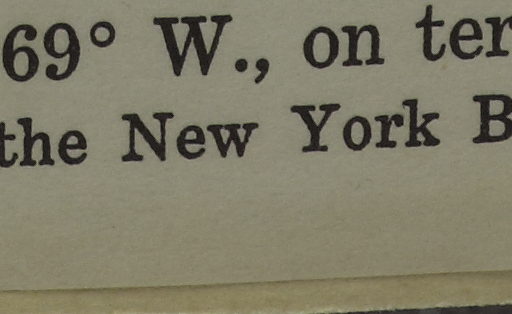 69° W., on ter
the New York B